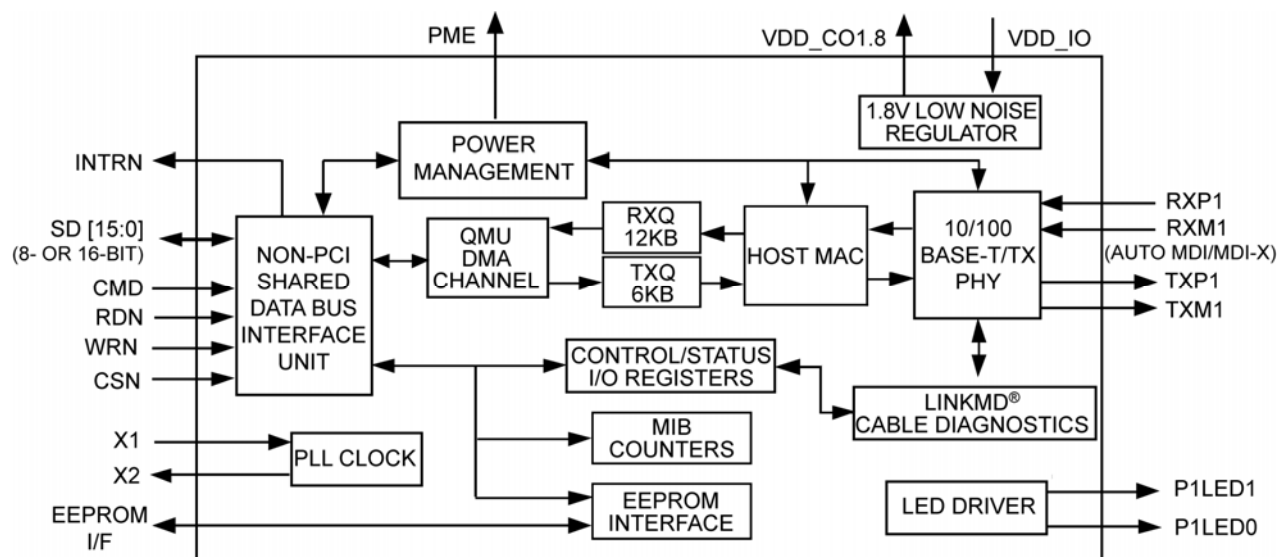 PME
VDD_CO1.8
VDD_IO
1.8V LOW NOISE
REGULATOR
POWER
MANAGEMENT
INTRN
SD [15:0]
(8- OR 16-BIT)
CMD
RDN
WRN
CSN
NON-PCI
SHARED
DATA BUS
INTERFACE
UNIT
QMU
DMA
CHANNEL
RXQ
12KB
TXQ
6KB
HOST MAC
10/100
BASE-T/TX
PHY
RXP1
RXM1
(AUTO MDI/MDI-X)
TXP1
TXM1
CONTROL/STATUS
I/O REGISTERS
LINKMD®
CABLE DIAGNOSTICS
MIB
COUNTERS
X1
X2
PLL CLOCK
EEPROM
I/F
EEPROM
INTERFACE
LED DRIVER
P1LED1
P1LED0